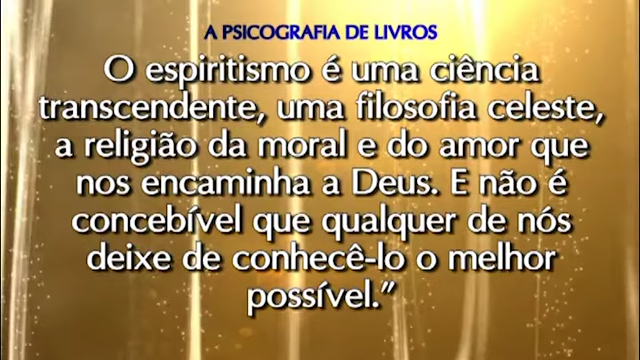 A PSICOGRAFIA DE LIVROS
O espiritismo é uma ciência
transcendente, uma filosofia celeste,
a religião da moral e do amor que
nos encaminha a Deus. E não é
concebível que qualquer de nós
deixe de conhecê-lo o melhor
possível.”